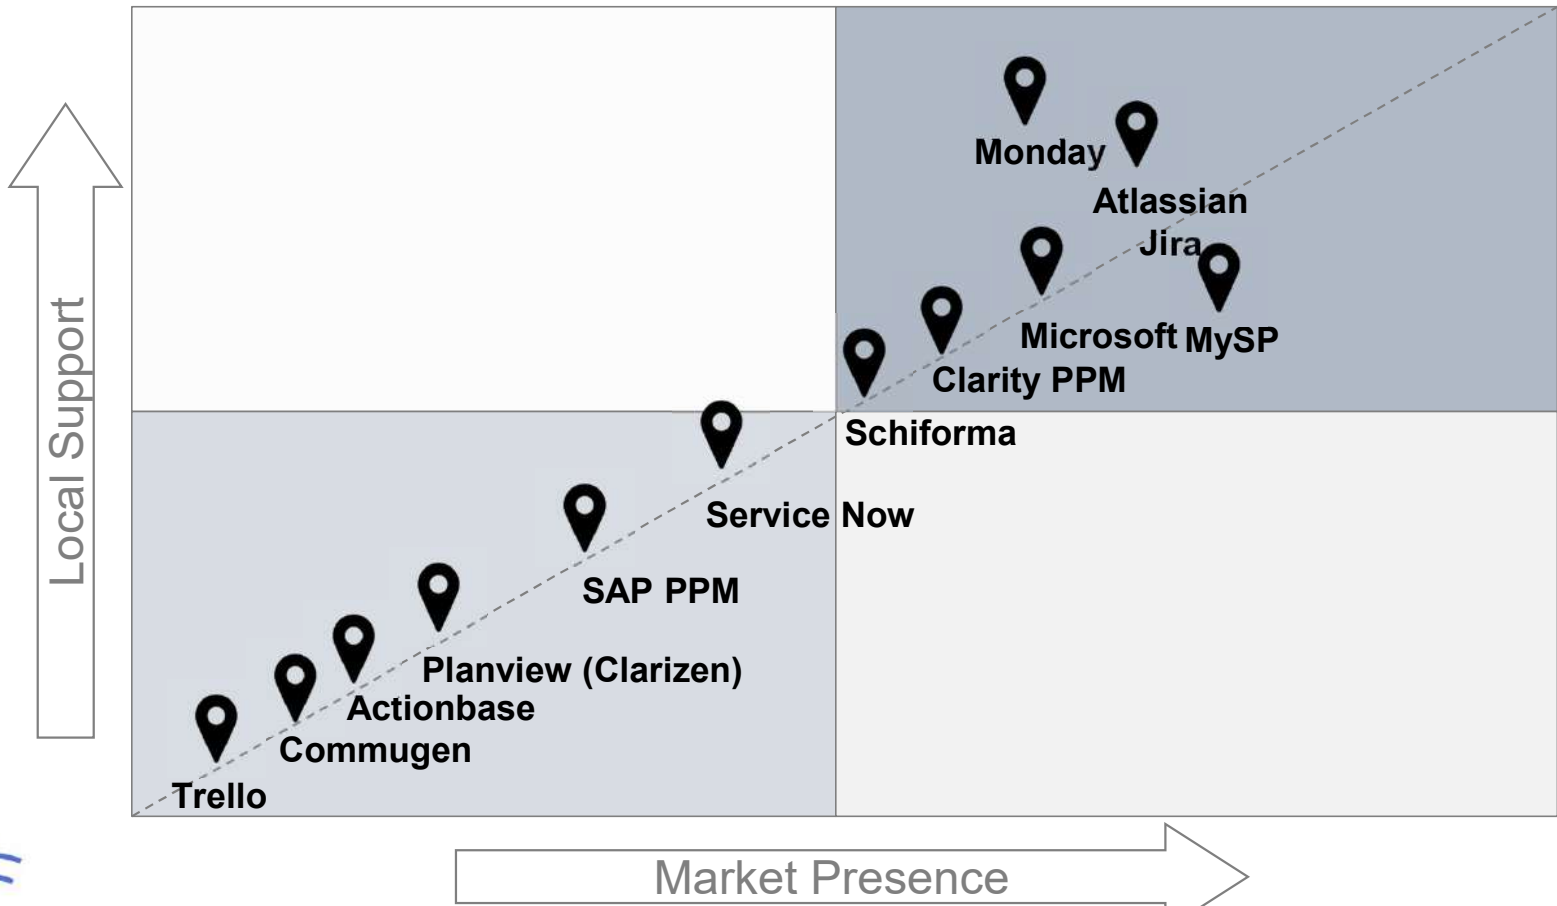 Monday
Atlassian
Jira
Microsoft
MySP
Clarity PPM
Schiforma
Service Now
SAP PPM
Planview (Clarizen)
Actionbase
Commugen
Trello
Local Support
Market Presence